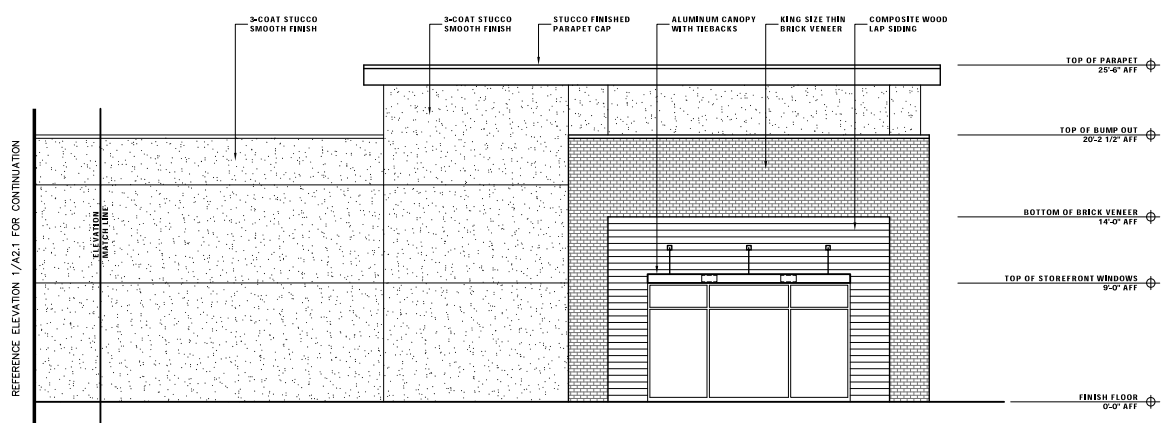 3-COAT STUCCO
SMOOTH FINISH
3-COAT STUCCO
SMOOTH FINISH
STUCCO FINISHED
PARAPET CAP
ALUMINUM CANOPY
WITH TIEBACKS
KING SIZE THIN
BRICK VENEER
COMPOSITE WOOD
LAP SIDING
TOP OF PARAPET
25'-6" AFF
TOP OF BUMP OUT
20'-2 1/2" AFF
BOTTOM OF BRICK VENEER
14'-0" AFF
TOP OF STOREFRONT WINDOWS
9'-0" AFF
FINISH FLOOR
0'-0" AFF
REFERENCE ELEVATION 1/A2.1 FOR CONTINUATION
ELEVATION
MATCH LINE